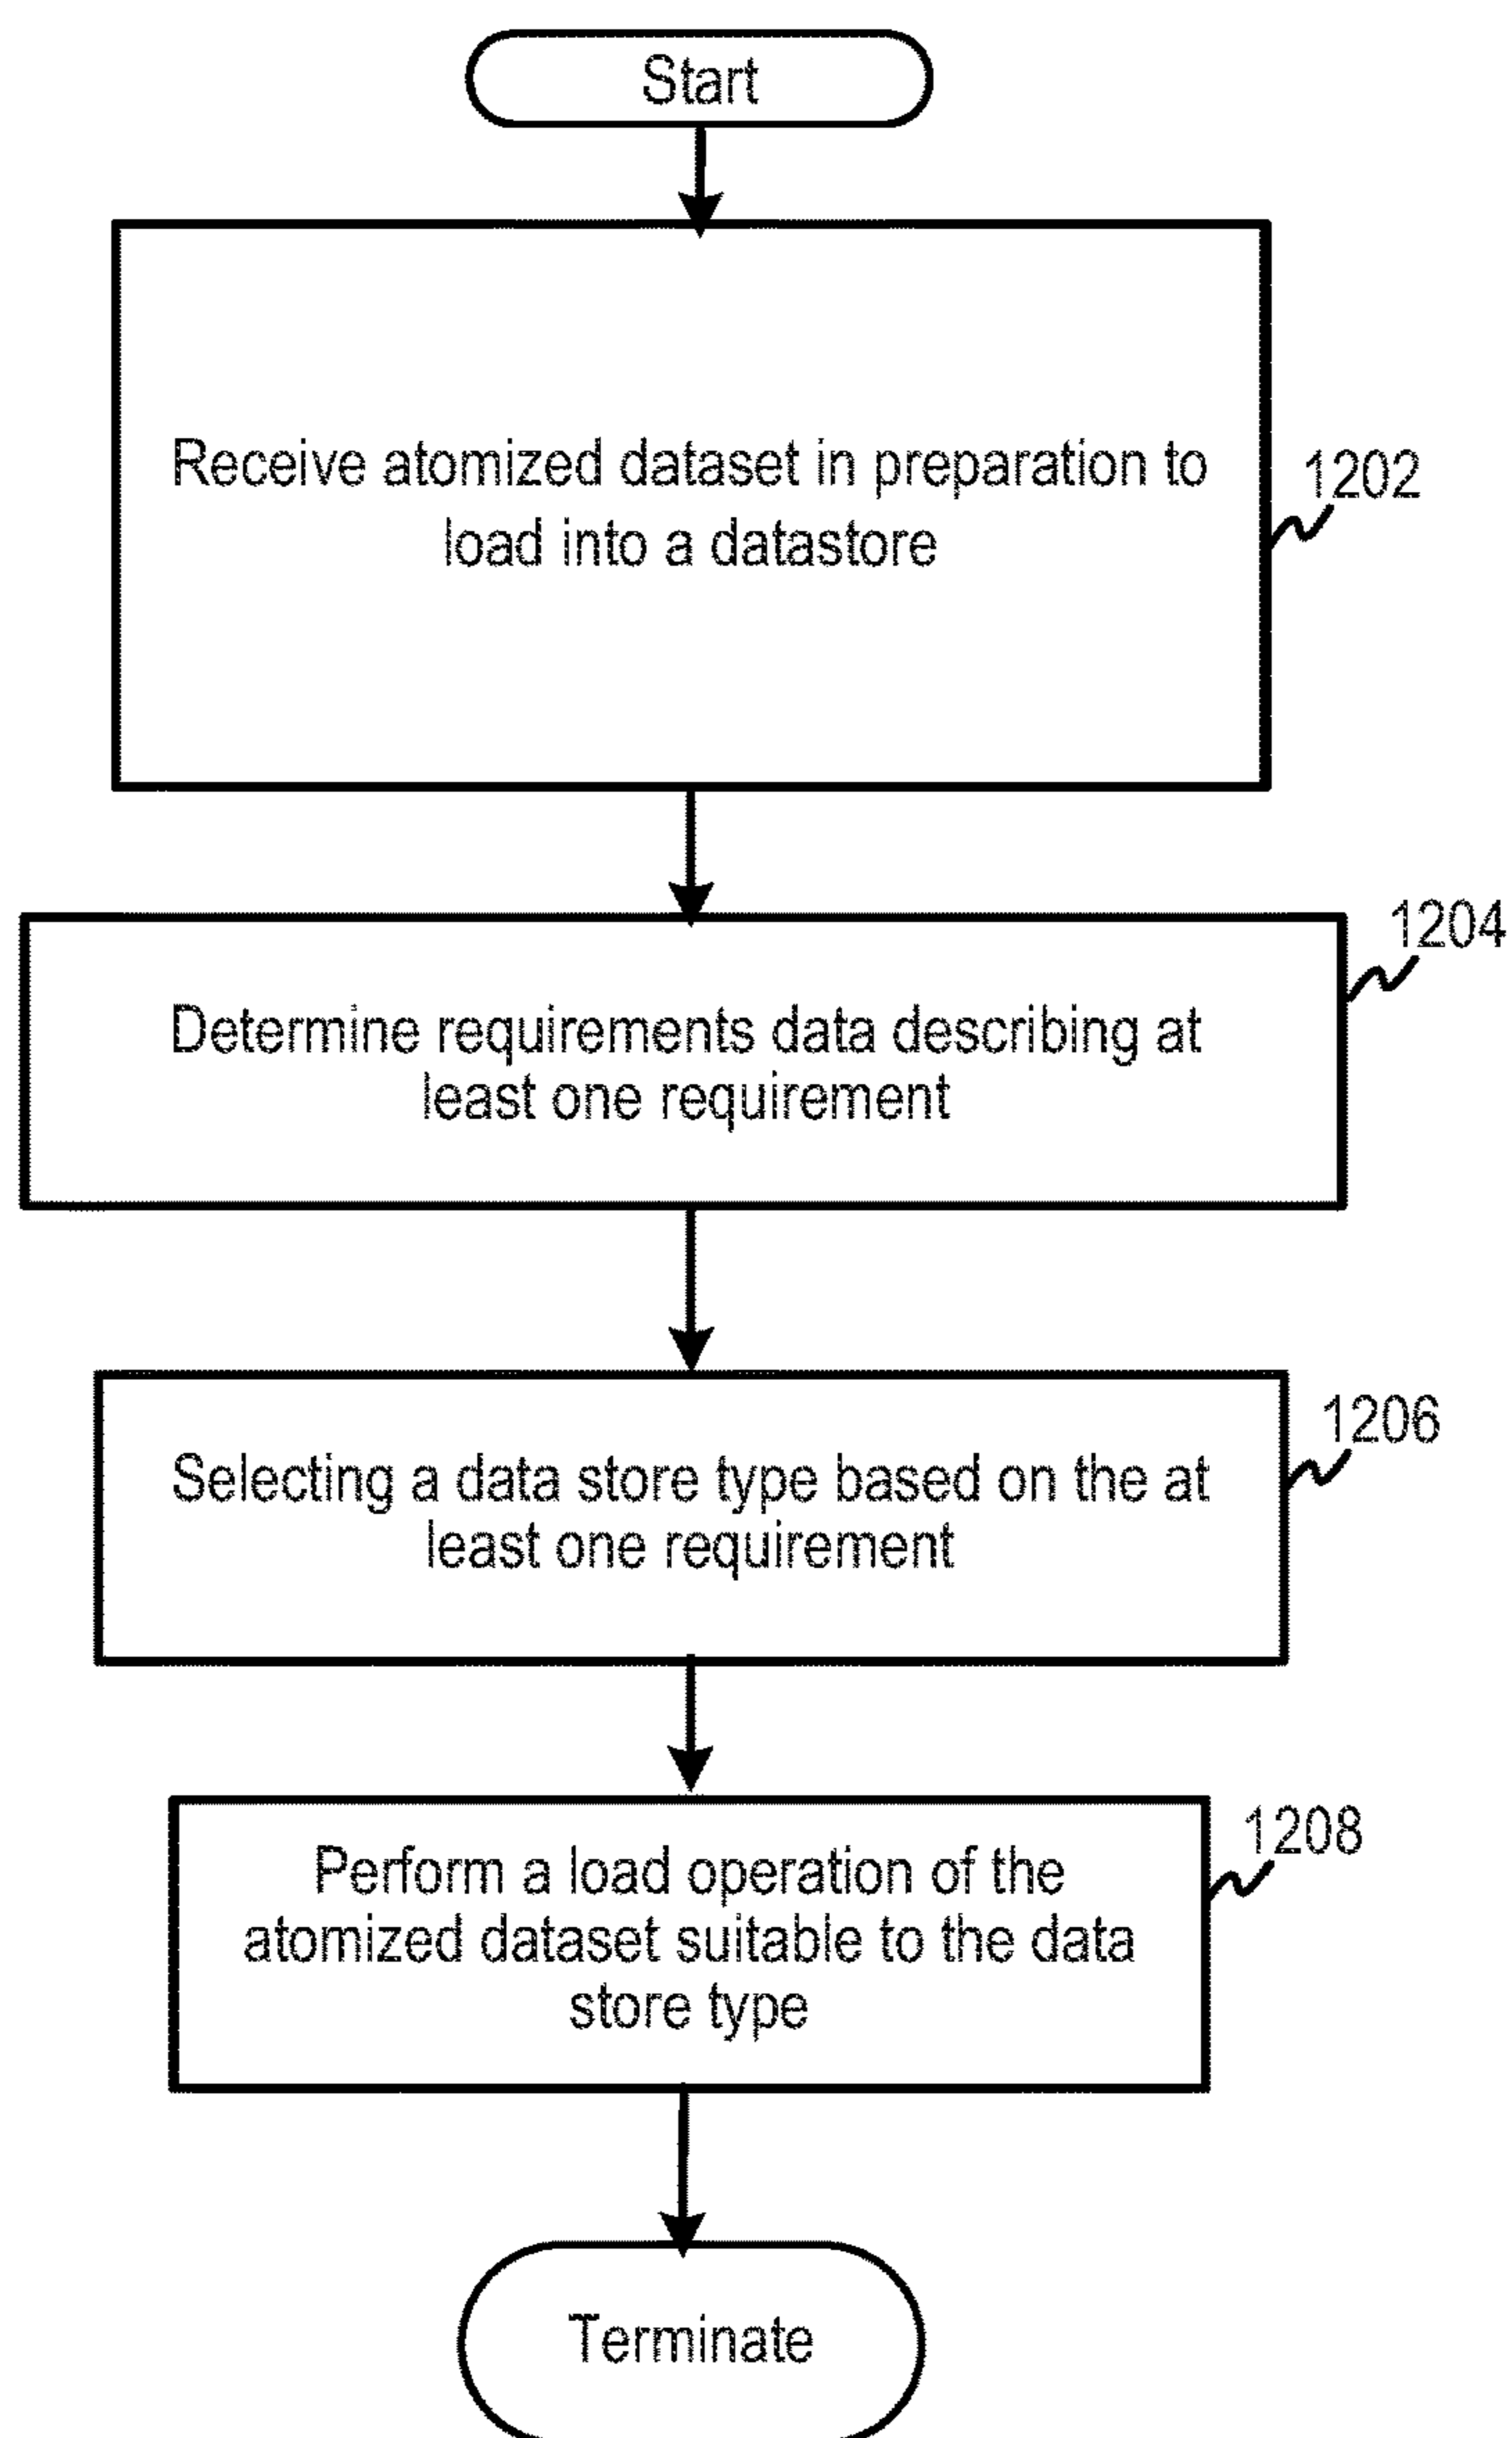 Start
Receive atomized dataset in preparation to
load into a datastore
1202
1204
Determine requirements data describing at
least one requirement
1206
Selecting a data store type based on the at
least one requirement
1208
Perform a load operation of the
atomized dataset suitable to the data
store type
Terminate